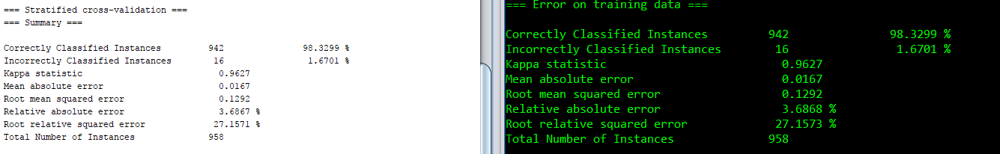 === Stratified cross-validation ===
=== Summary ===
Correctly Classified Instances 942 98.3299 %
Incorrectly Classified Instances 16 1.6701 %
Kappa statistic 0.9627
Mean absolute error 0.0167
Root mean squared error 0.1292
Relative absolute error 3.6867 %
Root relative squared error 27.1571 %
Total Number of Instances 958
=== Error on training data ===
Correctly Classified Instances 942 98.3299 %
Incorrectly Classified Instances 16 1.6701 %
Kappa statistic 0.9627
Mean absolute error 0.0167
Root mean squared error 0.1292
Relative absolute error 3.6868 %
Root relative squared error 27.1573 %
Total Number of Instances 958